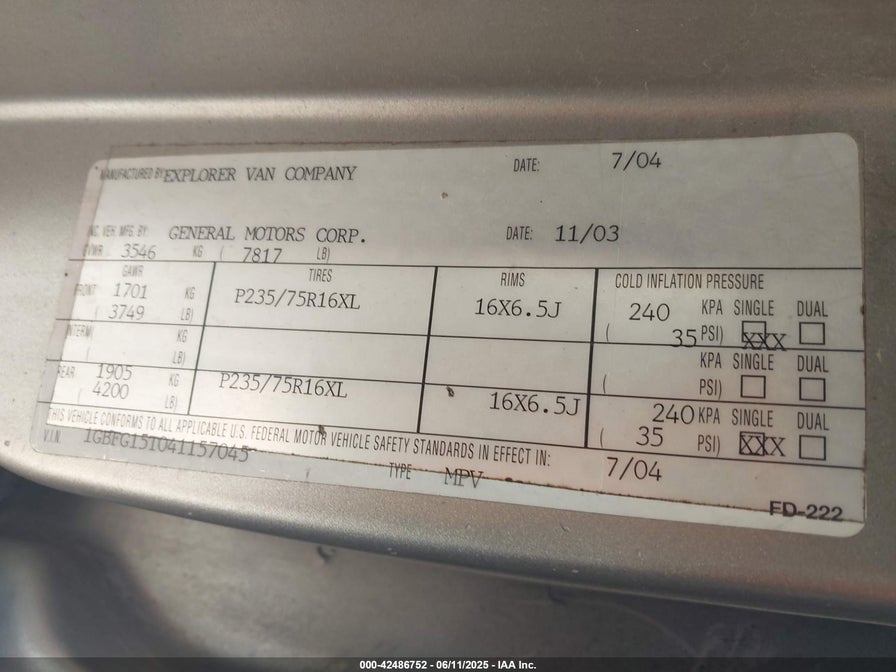 MANUFACTURED BY: EXPLORER VAN COMPANY DATE: 7/04
INC. VEH. MFG. BY: GENERAL MOTORS CORP. DATE: 11/03
GVWR 3546 KG ( 7817 LB)
GAWR TIRES RIMS COLD INFLATION PRESSURE
FRONT 1701 KG P235/75R16XL 16X6.5J 240 KPA SINGLE DUAL
( 3749 LB) ( 35 PSI) XXX
INTERM KG KPA SINGLE DUAL
( LB) ( PSI)
REAR 1905 KG P235/75R16XL 16X6.5J 240 KPA SINGLE DUAL
( 4200 LB) ( 35 PSI) XXX
THIS VEHICLE CONFORMS TO ALL APPLICABLE U.S. FEDERAL MOTOR VEHICLE SAFETY STANDARDS IN EFFECT IN: 7/04
V.I.N. 1GBFG15T041157045 TYPE MPV
FD-222
000-42486752 - 06/11/2025 - IAA Inc.